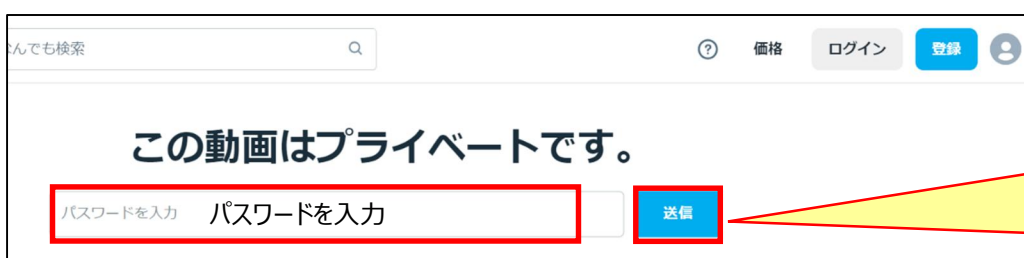 んでも検索 ? 価格 ログイン 登録
この動画はプライベートです。
パスワードを入力 パスワードを入力 送信